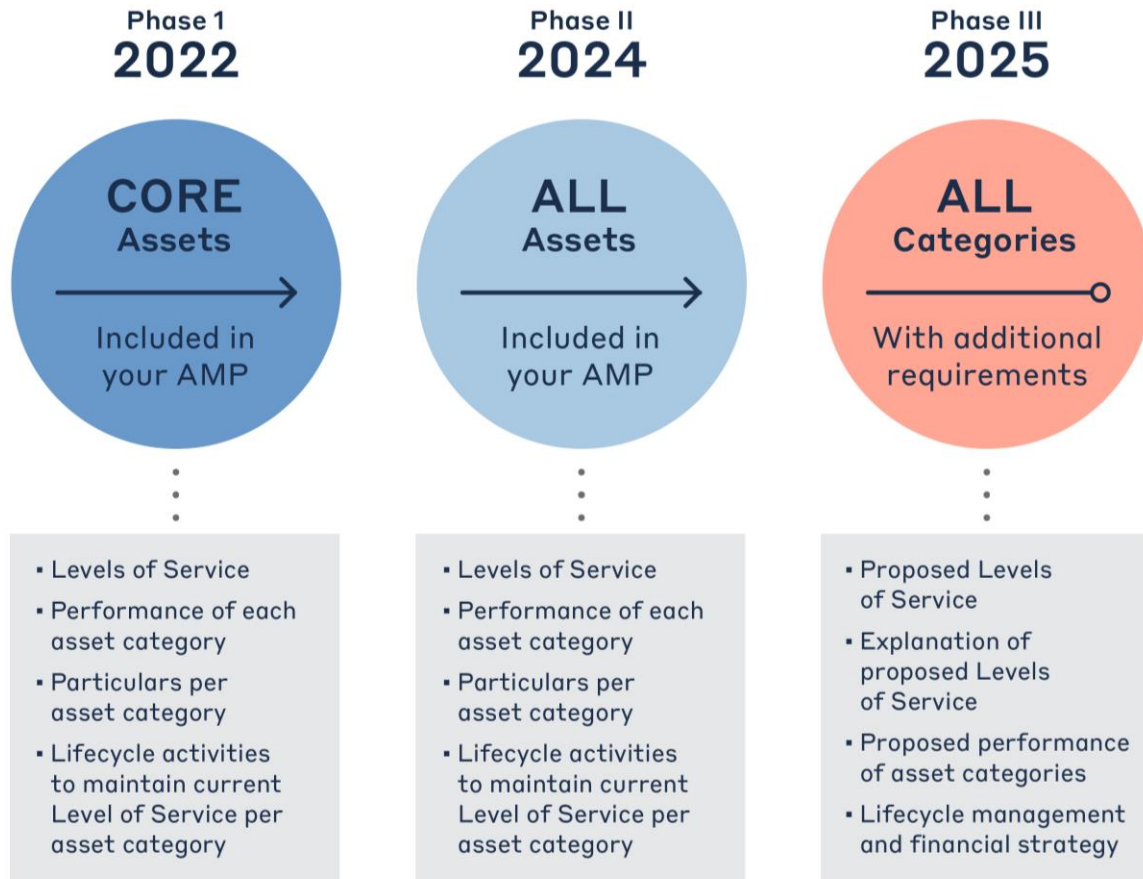 Phase 1
2022
CORE
Assets
Included in
your AMP
▪ Levels of Service
▪ Performance of each
asset category
▪ Particulars per
asset category
▪ Lifecycle activities
to maintain current
Level of Service per
asset category
Phase II
2024
ALL
Assets
Included in
your AMP
▪ Levels of Service
▪ Performance of each
asset category
▪ Particulars per
asset category
▪ Lifecycle activities
to maintain current
Level of Service per
asset category
Phase III
2025
ALL
Categories
With additional
requirements
▪ Proposed Levels
of Service
▪ Explanation of
proposed Levels
of Service
▪ Proposed performance
of asset categories
▪ Lifecycle management
and financial strategy